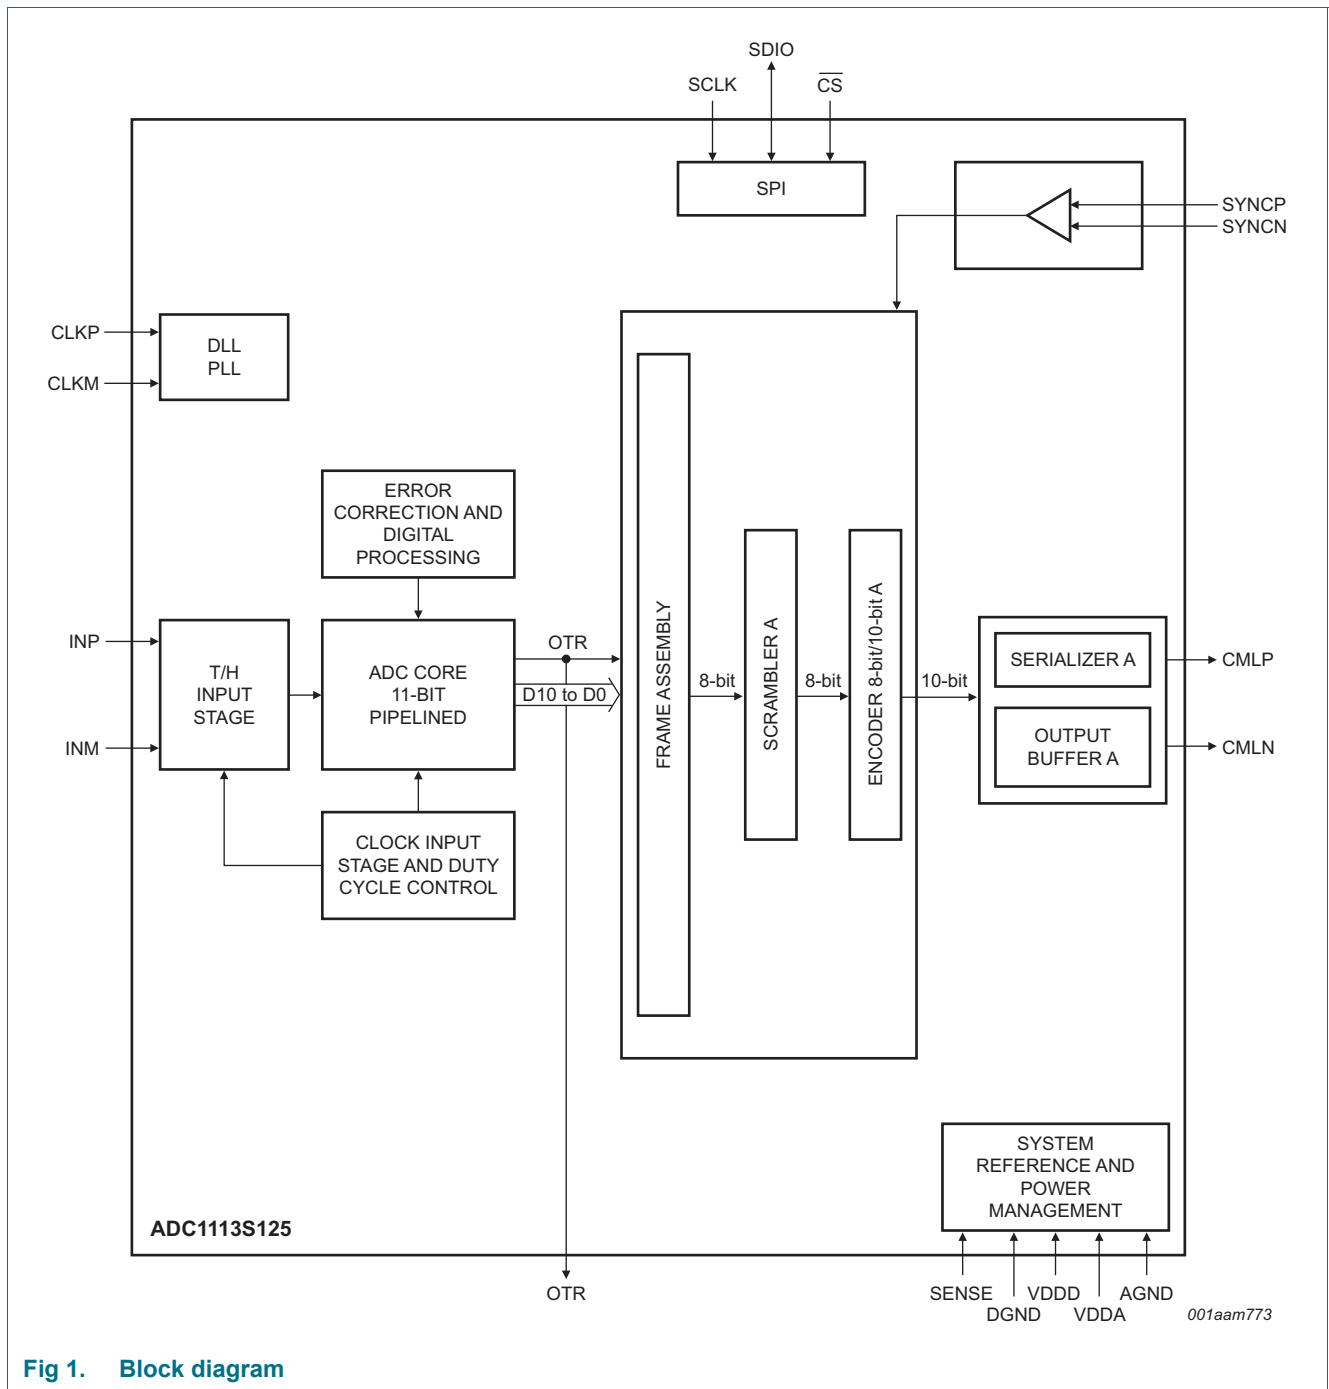 SDIO
SCLK
CS
SPI
SYNCP
SYNCN
CLKP
CLKM
DLL
PLL
ERROR
CORRECTION AND
DIGITAL
PROCESSING
INP
INM
T/H
INPUT
STAGE
ADC CORE
11-BIT
PIPELINED
OTR
D10 to D0
CLOCK INPUT
STAGE AND DUTY
CYCLE CONTROL
FRAME ASSEMBLY
8-bit
SCRAMBLER A
8-bit
ENCODER 8-bit/10-bit A
10-bit
SERIALIZER A
OUTPUT
BUFFER A
CMLP
CMLN
SYSTEM
REFERENCE AND
POWER
MANAGEMENT
ADC1113S125
OTR
SENSE
DGND
VDDD
VDDA
AGND
001aam773
Fig 1. Block diagram